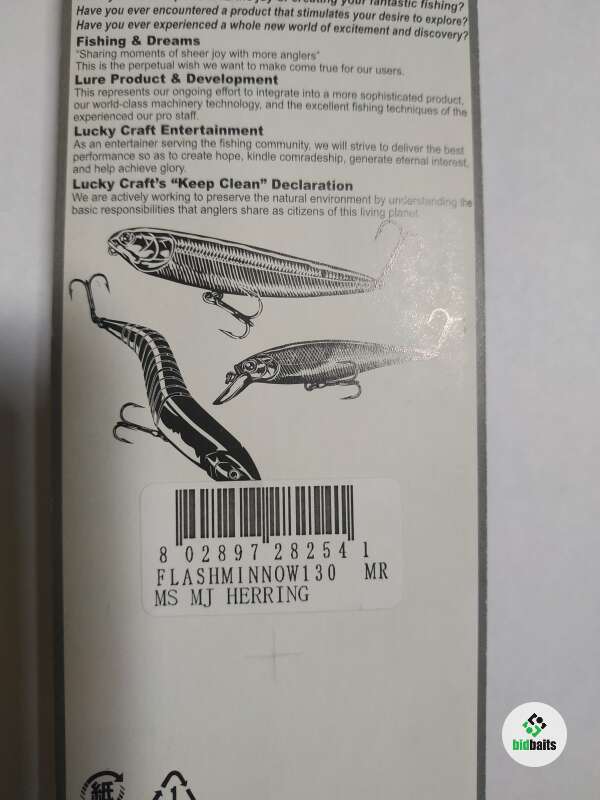 creating your fantastic fishing?
Have you ever encountered a product that stimulates your desire to explore?
Have you ever experienced a whole new world of excitement and discovery?
Fishing & Dreams
"Sharing moments of sheer joy with more anglers"
This is the perpetual wish we want to make come true for our users.
Lure Product & Development
This represents our ongoing effort to integrate into a more sophisticated product,
our world-class machinery technology, and the excellent fishing techniques of the
experienced our pro staff.
Lucky Craft Entertainment
As an entertainer serving the fishing community, we will strive to deliver the best
performance so as to create hope, kindle comradeship, generate eternal interest,
and help achieve glory.
Lucky Craft's "Keep Clean" Declaration
We are actively working to preserve the natural environment by understanding the
basic responsibilities that anglers share as citizens of this living planet.
8 02897 28254 1
FLASHMINNOW130 MR
MS MJ HERRING
紙
1
bidbaits